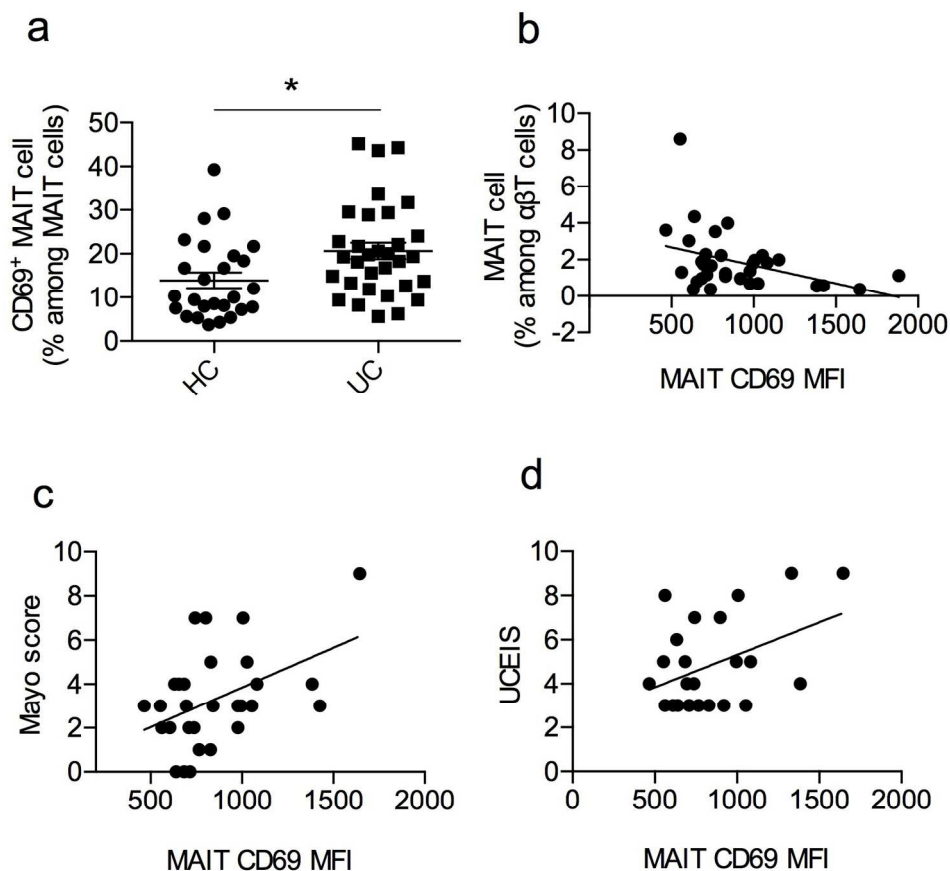 a
*
CD69⁺ MAIT cell
(% among MAIT cells)
50
40
30
20
10
0
HC
UC
b
MAIT cell
(% among αβT cells)
10
8
6
4
2
0
-2
500
1000
1500
2000
MAIT CD69 MFI
c
Mayo score
10
8
6
4
2
0
500
1000
1500
2000
MAIT CD69 MFI
d
UCEIS
10
8
6
4
2
0
0
500
1000
1500
2000
MAIT CD69 MFI